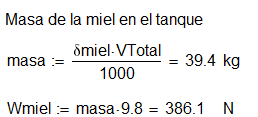 Masa de la miel en el tanque
masa := δmiel·VTotal / 1000 = 39.4 kg
Wmiel := masa·9.8 = 386.1 N